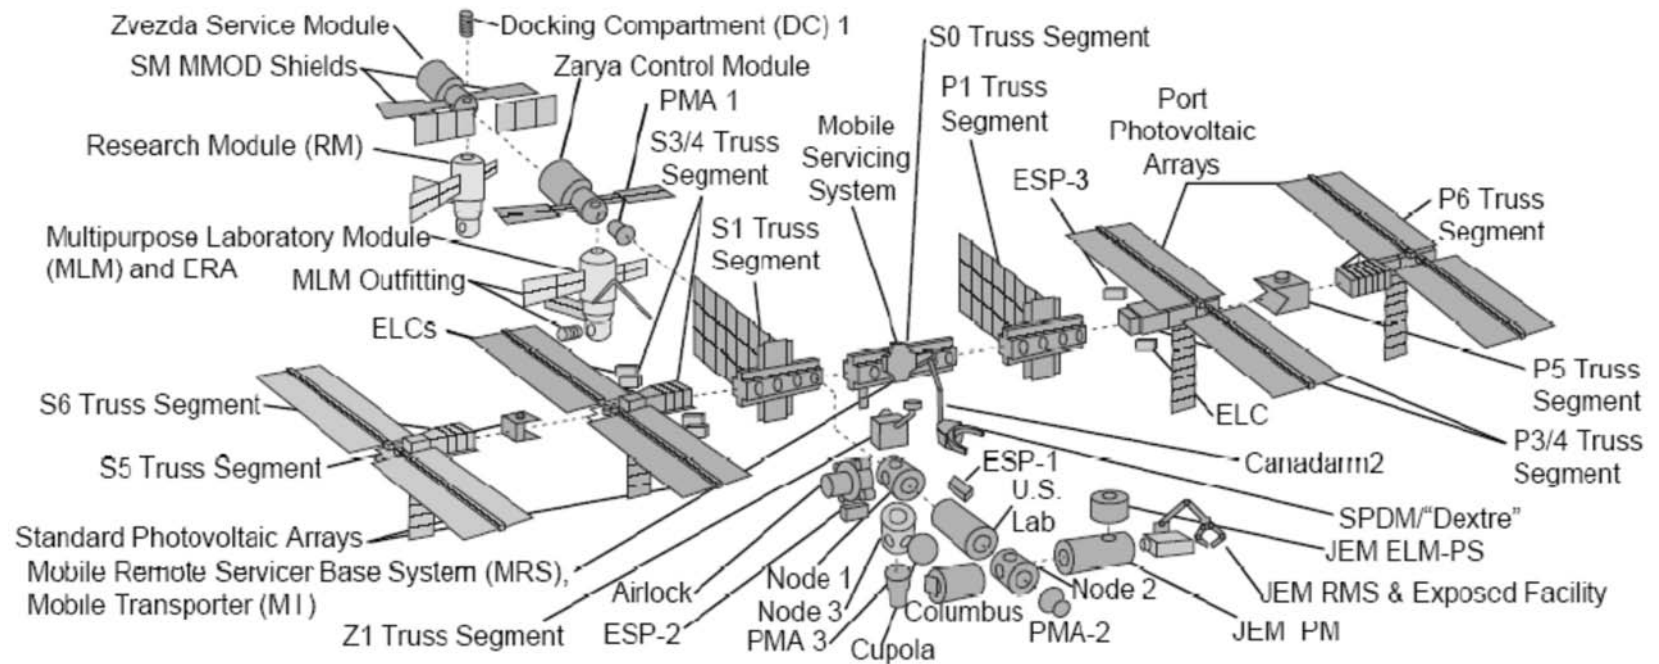 Zvezda Service Module
Docking Compartment (DC) 1
S0 Truss Segment
SM MMOD Shields
Zarya Control Module
PMA 1
P1 Truss
Segment
Port
Photovoltaic
Arrays
Mobile
Servicing
System
Research Module (RM)
S3/4 Truss
Segment
ESP-3
P6 Truss
Segment
Multipurpose Laboratory Module
(MLM) and ERA
S1 Truss
Segment
MLM Outfitting
ELCs
P5 Truss
Segment
S6 Truss Segment
ELC
P3/4 Truss
Segment
S5 Truss Segment
ESP-1
Canadarm2
U.S.
Lab
SPDM/“Dextre”
Standard Photovoltaic Arrays
JEM ELM-PS
Mobile Remote Servicer Base System (MRS),
Mobile Transporter (MT)
Airlock
Node 1
Node 2
JEM RMS & Exposed Facility
Node 3
Columbus
Z1 Truss Segment
ESP-2
PMA 3
PMA-2
JEM PM
Cupola